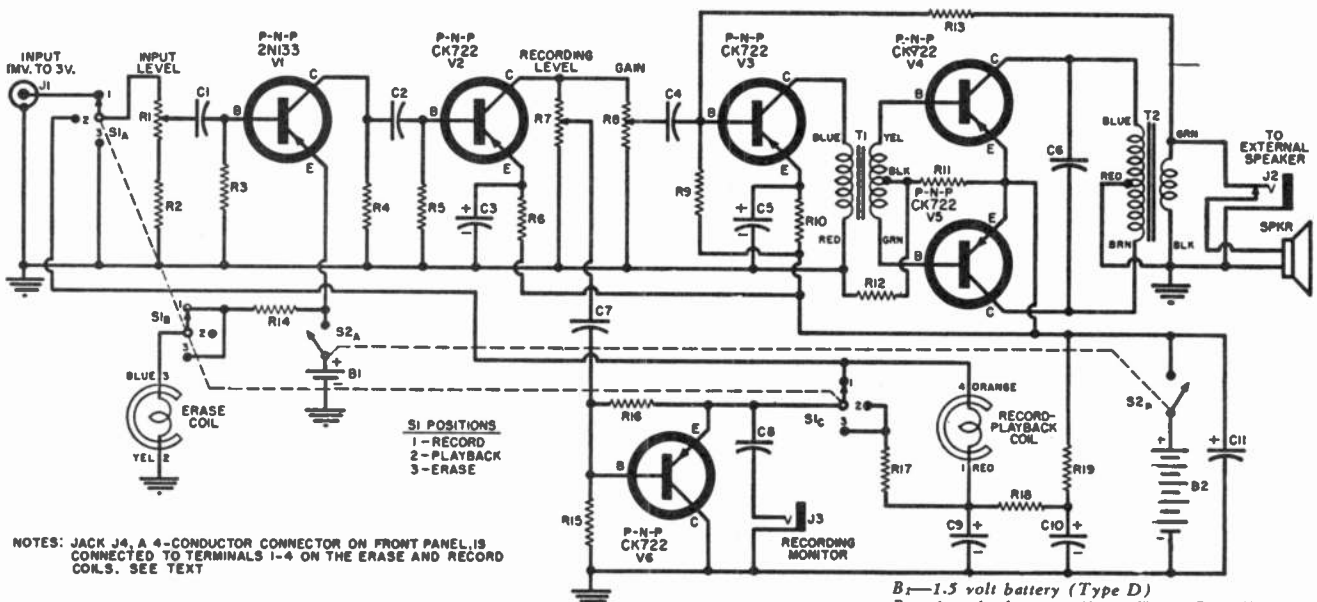 INPUT
1MV. TO 3V.
J1
INPUT
LEVEL
P-N-P
2N133
V1
P-N-P
CK722
V2
RECORDING
LEVEL
GAIN
P-N-P
CK722
V3
P-N-P
CK722
V4
R13
1
2
3
S1A
R1
C1
B
C
E
R2
R3
C2
R4
B
C
E
R5
C3
+
-
R6
R7
R8
C4
B
C
E
R9
C5
+
-
R10
BLUE
T1
YEL
BLK
RED
GRN
R11
P-N-P
CK722
V5
R12
B
C
E
B
E
C
C6
BLUE
T2
GRN
RED
BRN
BLK
TO
EXTERNAL
SPEAKER
J2
SPKR
S1B
1
2
3
R14
S2A
+
-
B1
BLUE 3
ERASE
COIL
YEL 2
S1 POSITIONS
1 - RECORD
2 - PLAYBACK
3 - ERASE
C7
R16
B
E
C
R15
P-N-P
CK722
V6
C8
J3
RECORDING
MONITOR
1
2
3
S1C
R17
4 ORANGE
RECORD-
PLAYBACK
COIL
1 RED
R18
R19
C9
+
-
C10
+
-
+
B2
-
+
C11
-
NOTES: JACK J4, A 4-CONDUCTOR CONNECTOR ON FRONT PANEL, IS
CONNECTED TO TERMINALS 1-4 ON THE ERASE AND RECORD
COILS. SEE TEXT
B1—1.5 volt battery (Type D)